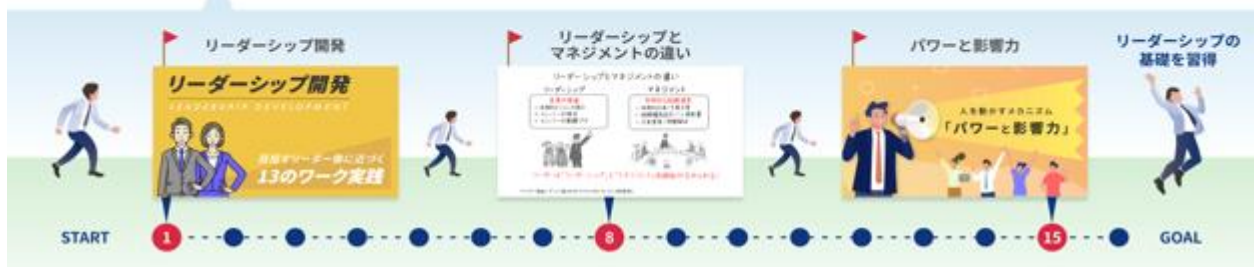 リーダーシップ開発
リーダーシップと
マネジメントの違い
パワーと影響力
リーダーシップの
基礎を習得
リーダーシップ開発
LEADERSHIP DEVELOPMENT
目指すリーダー像に近づく
13のワーク実践
リーダーシップとマネジメントの違い
リーダーシップ
マネジメント
人を動かすメカニズム
「パワーと影響力」
START
1
8
15
GOAL